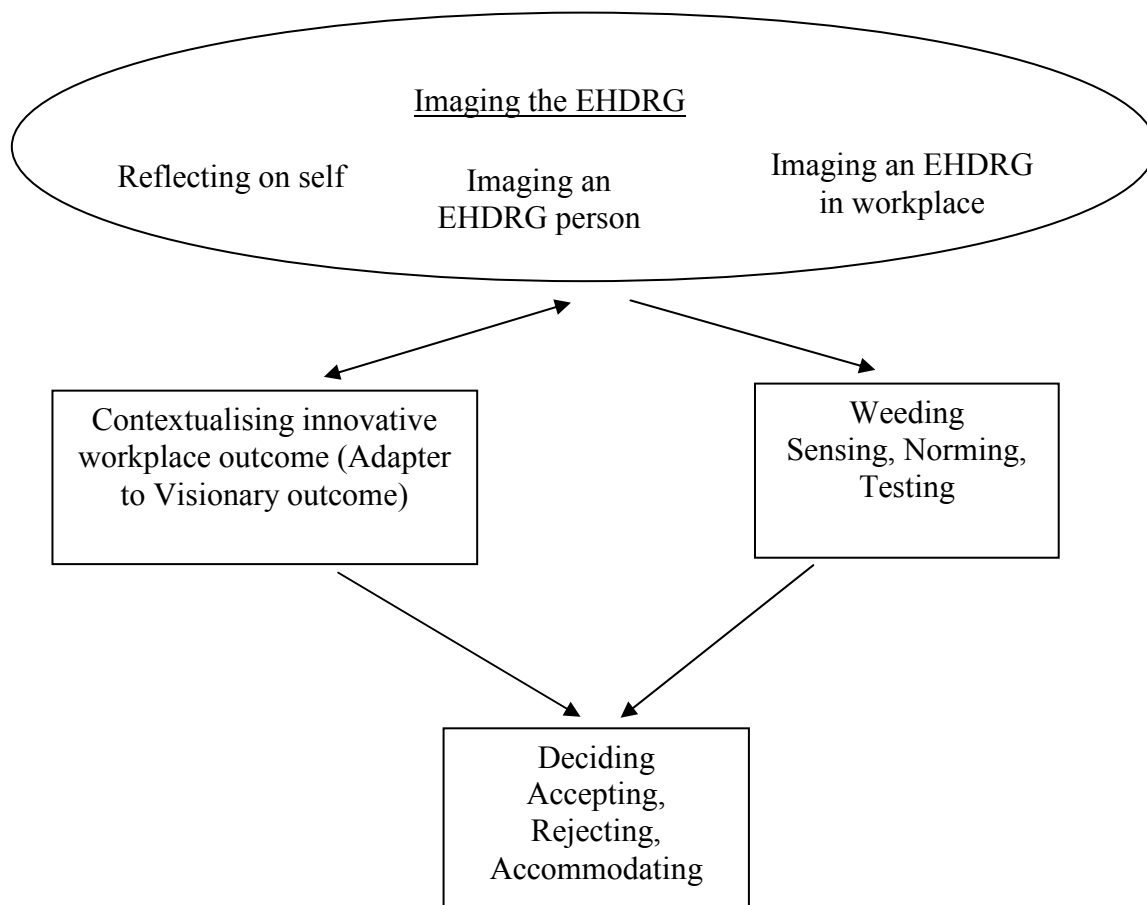 Imaging the EHDRG
Reflecting on self
Imaging an
EHDRG person
Imaging an EHDRG
in workplace
Contextualising innovative
workplace outcome (Adapter
to Visionary outcome)
Weeding
Sensing, Norming,
Testing
Deciding
Accepting,
Rejecting,
Accommodating